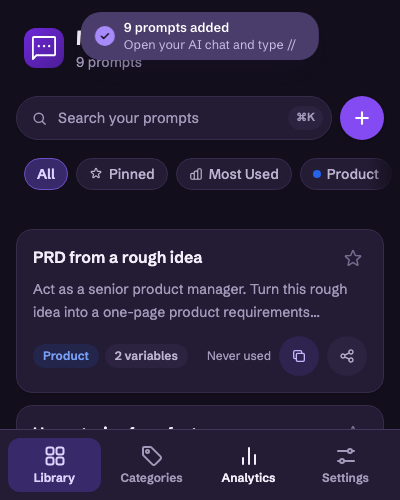 9 prompts added
Open your AI chat and type //
9 prompts
Search your prompts
⌘K
All
Pinned
Most Used
Product
PRD from a rough idea
Act as a senior product manager. Turn this rough
idea into a one-page product requirements...
Product
2 variables
Never used
Library
Categories
Analytics
Settings